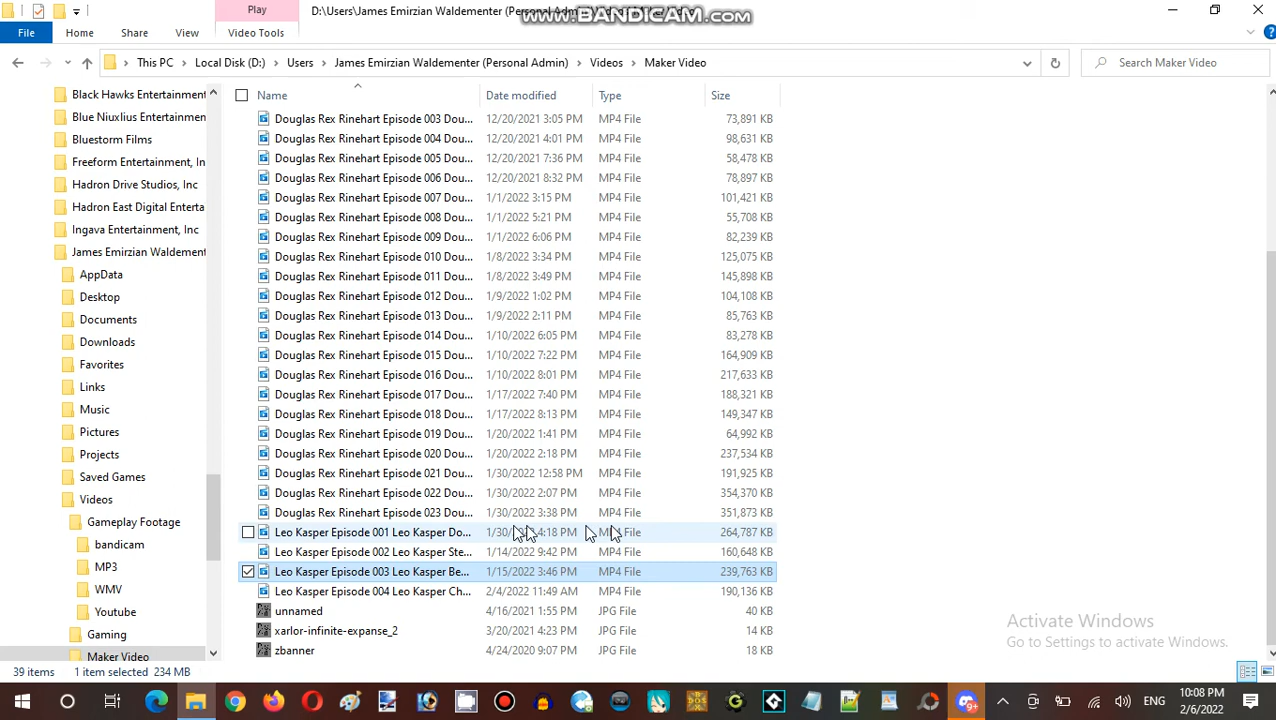 Play
D:\Users\James Emirzian Waldementer (Personal Admin)\Videos\Maker Video
www.BANDICAM.com
File
Home
Share
View
Video Tools
This PC > Local Disk (D:) > Users > James Emirzian Waldementer (Personal Admin) > Videos > Maker Video
Search Maker Video
Black Hawks Entertainment
Blue Niuxlius Entertainmen
Bluestorm Films
Freeform Entertainment, In
Hadron Drive Studios, Inc
Hadron East Digital Enterta
Ingava Entertainment, Inc
James Emirzian Waldement
AppData
Desktop
Documents
Downloads
Favorites
Links
Music
Pictures
Projects
Saved Games
Videos
Gameplay Footage
bandicam
MP3
WMV
Youtube
Gaming
Maker Video
Name Date modified Type Size
Douglas Rex Rinehart Episode 003 Dou... 12/20/2021 3:05 PM MP4 File 73,891 KB
Douglas Rex Rinehart Episode 004 Dou... 12/20/2021 4:01 PM MP4 File 98,631 KB
Douglas Rex Rinehart Episode 005 Dou... 12/20/2021 7:36 PM MP4 File 58,478 KB
Douglas Rex Rinehart Episode 006 Dou... 12/20/2021 8:32 PM MP4 File 78,897 KB
Douglas Rex Rinehart Episode 007 Dou... 1/1/2022 3:15 PM MP4 File 101,421 KB
Douglas Rex Rinehart Episode 008 Dou... 1/1/2022 5:21 PM MP4 File 55,708 KB
Douglas Rex Rinehart Episode 009 Dou... 1/1/2022 6:06 PM MP4 File 82,239 KB
Douglas Rex Rinehart Episode 010 Dou... 1/8/2022 3:34 PM MP4 File 125,075 KB
Douglas Rex Rinehart Episode 011 Dou... 1/8/2022 3:49 PM MP4 File 145,898 KB
Douglas Rex Rinehart Episode 012 Dou... 1/9/2022 1:02 PM MP4 File 104,108 KB
Douglas Rex Rinehart Episode 013 Dou... 1/9/2022 2:11 PM MP4 File 85,763 KB
Douglas Rex Rinehart Episode 014 Dou... 1/10/2022 6:05 PM MP4 File 83,278 KB
Douglas Rex Rinehart Episode 015 Dou... 1/10/2022 7:22 PM MP4 File 164,909 KB
Douglas Rex Rinehart Episode 016 Dou... 1/10/2022 8:01 PM MP4 File 217,633 KB
Douglas Rex Rinehart Episode 017 Dou... 1/17/2022 7:40 PM MP4 File 188,321 KB
Douglas Rex Rinehart Episode 018 Dou... 1/17/2022 8:13 PM MP4 File 149,347 KB
Douglas Rex Rinehart Episode 019 Dou... 1/20/2022 1:41 PM MP4 File 64,992 KB
Douglas Rex Rinehart Episode 020 Dou... 1/20/2022 2:18 PM MP4 File 237,534 KB
Douglas Rex Rinehart Episode 021 Dou... 1/30/2022 12:58 PM MP4 File 191,925 KB
Douglas Rex Rinehart Episode 022 Dou... 1/30/2022 2:07 PM MP4 File 354,370 KB
Douglas Rex Rinehart Episode 023 Dou... 1/30/2022 3:38 PM MP4 File 351,873 KB
Leo Kasper Episode 001 Leo Kasper Do... 4:18 PM File 264,787 KB
Leo Kasper Episode 002 Leo Kasper Ste... 1/14/2022 9:42 PM MP4 File 160,648 KB
Leo Kasper Episode 003 Leo Kasper Be... 1/15/2022 3:46 PM MP4 File 239,763 KB
Leo Kasper Episode 004 Leo Kasper Ch... 2/4/2022 11:49 AM MP4 File 190,136 KB
unnamed 4/16/2021 1:55 PM JPG File 40 KB
xarlor-infinite-expanse_2 3/20/2021 4:23 PM JPG File 14 KB
zbanner 4/24/2020 9:07 PM JPG File 18 KB
Activate Windows
Go to Settings to activate Windows.
39 items 1 item selected 234 MB
9+
ENG
10:08 PM
2/6/2022